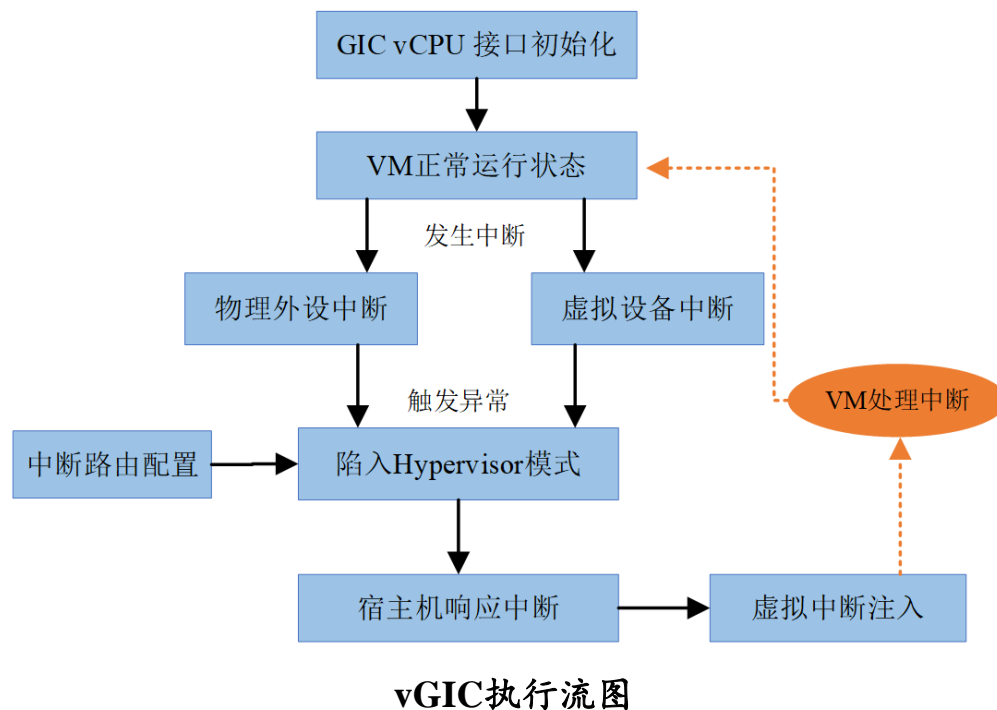 GIC vCPU 接口初始化
VM正常运行状态
发生中断
物理外设中断
虚拟设备中断
触发异常
VM处理中断
中断路由配置
陷入Hypervisor模式
宿主机响应中断
虚拟中断注入
vGIC执行流图